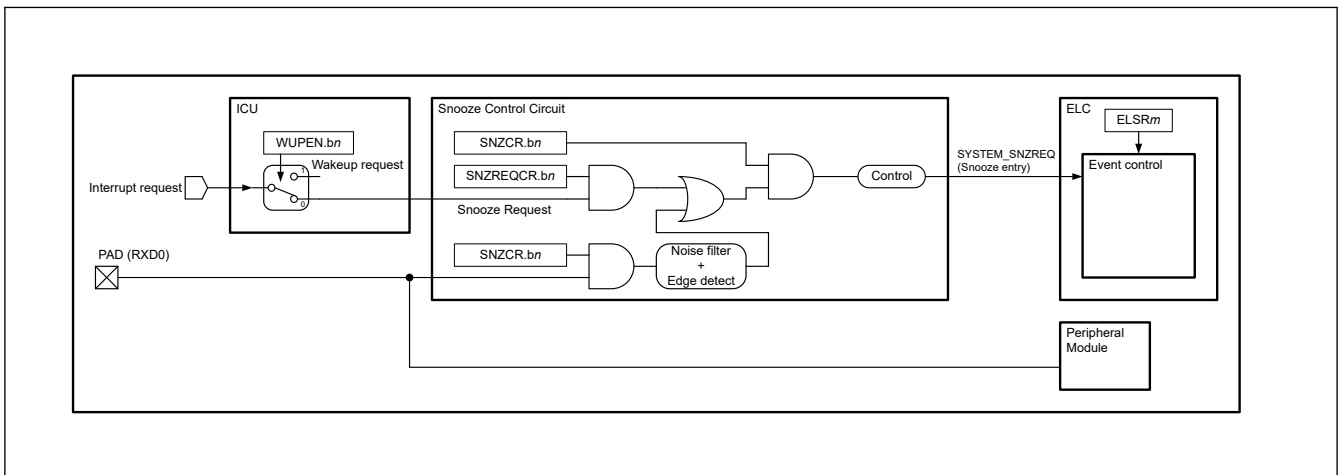 ICU
WUPEN.bn
1
Wakeup request
0
Interrupt request
PAD (RXD0)
Snooze Control Circuit
SNZCR.bn
SNZREQCR.bn
Snooze Request
SNZCR.bn
Noise filter
+
Edge detect
Control
SYSTEM_SNZREQ
(Snooze entry)
ELC
ELSRm
Event control
Peripheral
Module